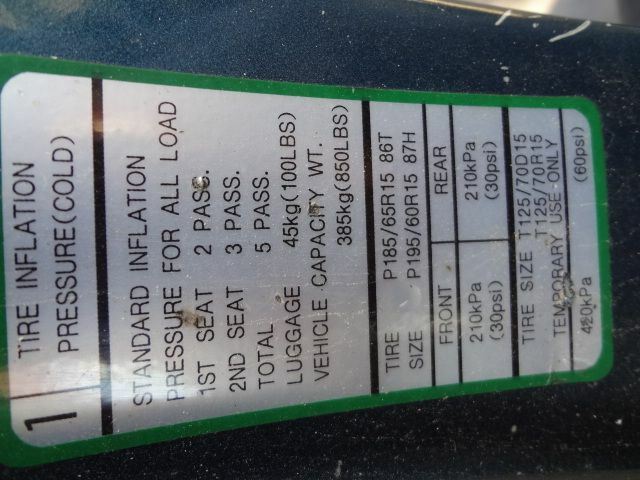 1
TIRE INFLATION
PRESSURE(COLD)
STANDARD INFLATION
PRESSURE FOR ALL LOAD
1ST SEAT 2 PASS.
2ND SEAT 3 PASS.
TOTAL 5 PASS.
LUGGAGE 45kg(100LBS)
VEHICLE CAPACITY WT.
385kg(850LBS)
TIRE P185/65R15 86T
SIZE P195/60R15 87H
FRONT REAR
210kPa 210kPa
(30psi) (30psi)
TIRE SIZE T125/70D15
T125/70R15
TEMPORARY USE ONLY
420kPa (60psi)